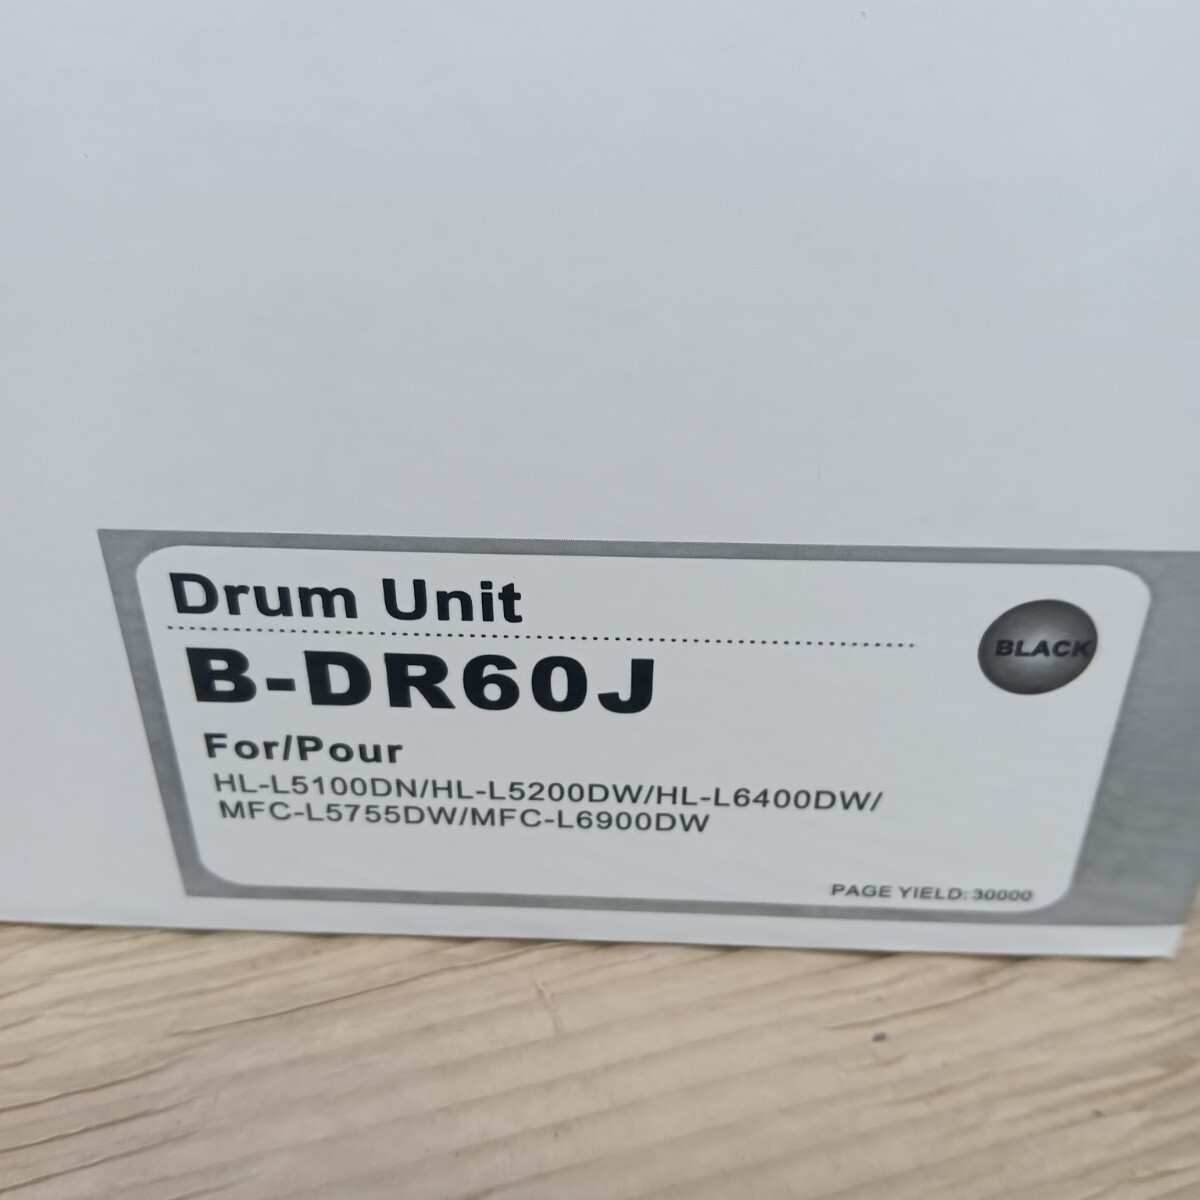 Drum Unit
BLACK
B-DR60J
For/Pour
HL-L5100DN/HL-L5200DW/HL-L6400DW/
MFC-L5755DW/MFC-L6900DW
PAGE YIELD: 30000